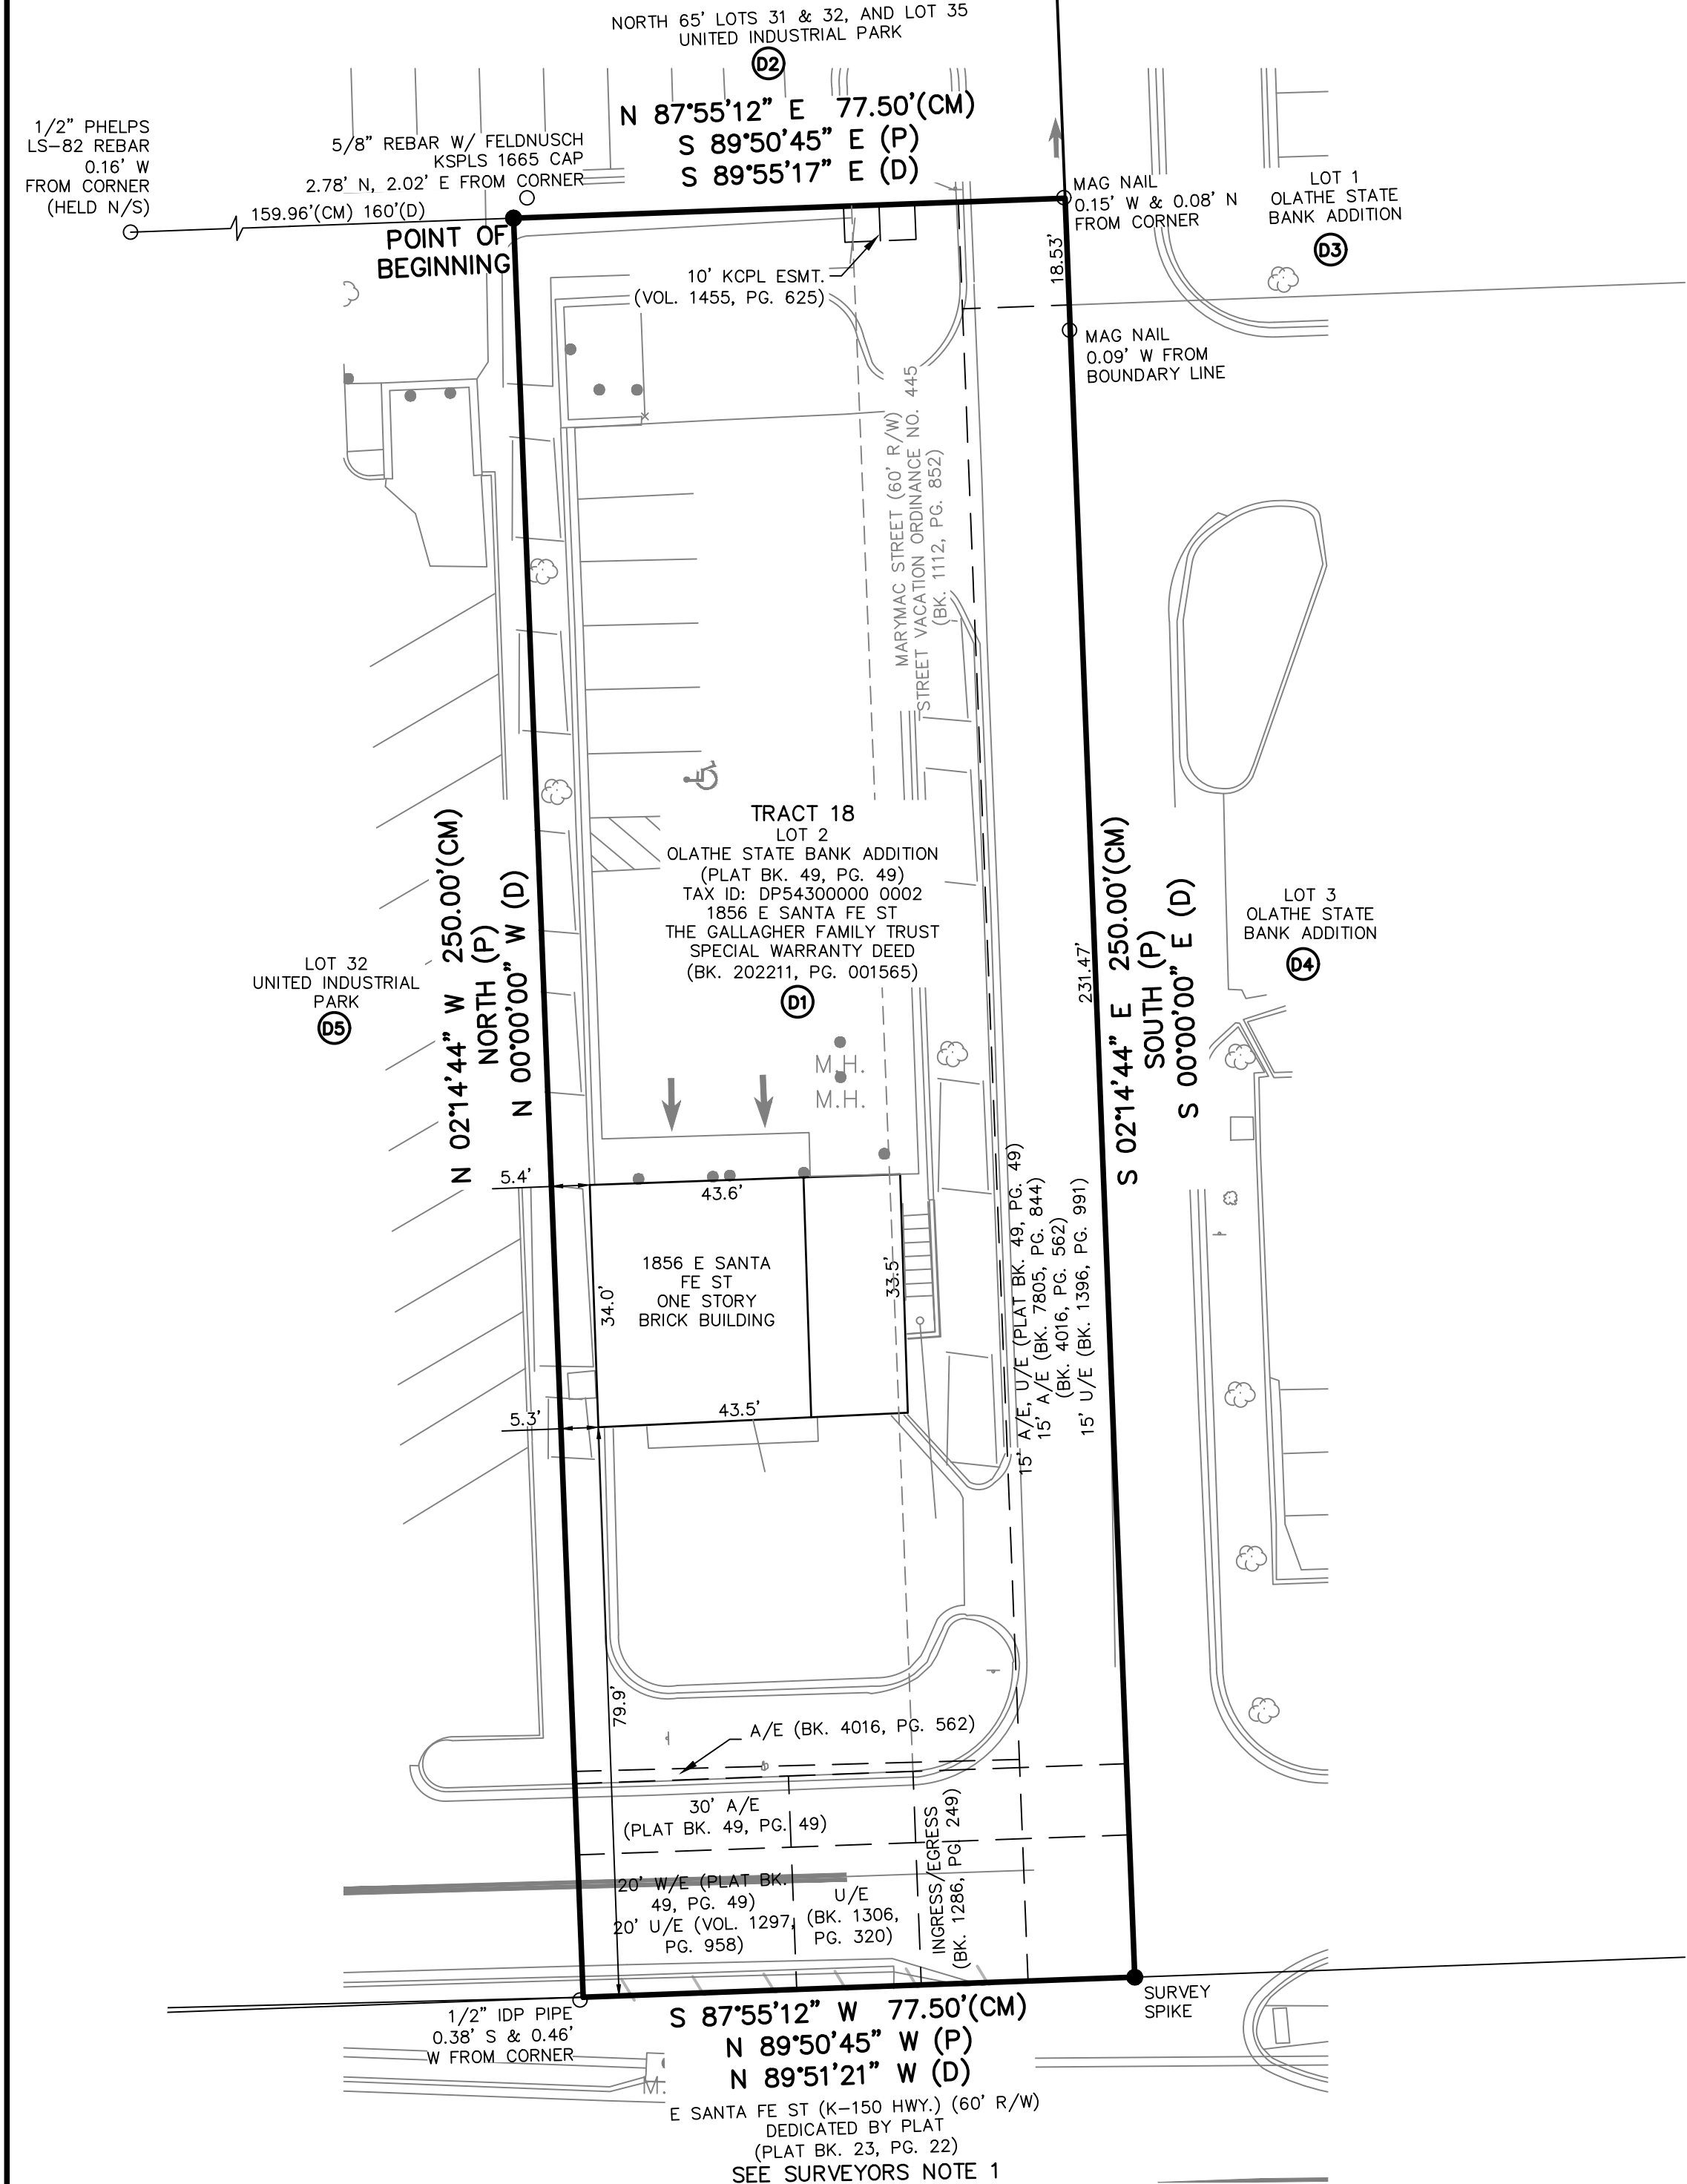 NORTH 65' LOTS 31 & 32, AND LOT 35
UNITED INDUSTRIAL PARK
D2
N 87°55'12" E 77.50'(CM)
S 89°50'45" E (P)
S 89°55'17" E (D)
1/2" PHELPS
LS-82 REBAR
0.16' W
FROM CORNER
(HELD N/S)
5/8" REBAR W/ FELDNUSCH
KSPLS 1665 CAP
2.78' N, 2.02' E FROM CORNER
159.96'(CM) 160'(D)
POINT OF
BEGINNING
MAG NAIL
0.15' W & 0.08' N
FROM CORNER
LOT 1
OLATHE STATE
BANK ADDITION
D3
18.53'
10' KCPL ESMT.
(VOL. 1455, PG. 625)
MAG NAIL
0.09' W FROM
BOUNDARY LINE
MARYMAC STREET (60' R/W)
STREET VACATION ORDINANCE NO. 445
(BK. 1112, PG. 852)
TRACT 18
LOT 2
OLATHE STATE BANK ADDITION
(PLAT BK. 49, PG. 49)
TAX ID: DP54300000 0002
1856 E SANTA FE ST
THE GALLAGHER FAMILY TRUST
SPECIAL WARRANTY DEED
(BK. 202211, PG. 001565)
D1
N 02°14'44" W 250.00'(CM)
NORTH (P)
N 00°00'00" W (D)
LOT 32
UNITED INDUSTRIAL
PARK
D5
231.47'
S 02°14'44" E 250.00'(CM)
SOUTH (P)
S 00°00'00" E (D)
LOT 3
OLATHE STATE
BANK ADDITION
D4
M.H.
M.H.
5.4'
43.6'
1856 E SANTA
FE ST
ONE STORY
BRICK BUILDING
34.0'
33.5'
43.5'
5.3'
15' A/E, U/E (PLAT BK. 49, PG. 49)
15' A/E (BK. 7805, PG. 844)
(BK. 4016, PG. 562)
15' U/E (BK. 1396, PG. 991)
79.9'
A/E (BK. 4016, PG. 562)
30' A/E
(PLAT BK. 49, PG. 49)
INGRESS/EGRESS
(BK. 1286, PG. 249)
20' W/E (PLAT BK.
49, PG. 49)
20' U/E (VOL. 1297,
PG. 958)
U/E
(BK. 1306,
PG. 320)
SURVEY
SPIKE
1/2" IDP PIPE
0.38' S & 0.46'
W FROM CORNER
S 87°55'12" W 77.50'(CM)
N 89°50'45" W (P)
N 89°51'21" W (D)
M.
E SANTA FE ST (K-150 HWY.) (60' R/W)
DEDICATED BY PLAT
(PLAT BK. 23, PG. 22)
SEE SURVEYORS NOTE 1